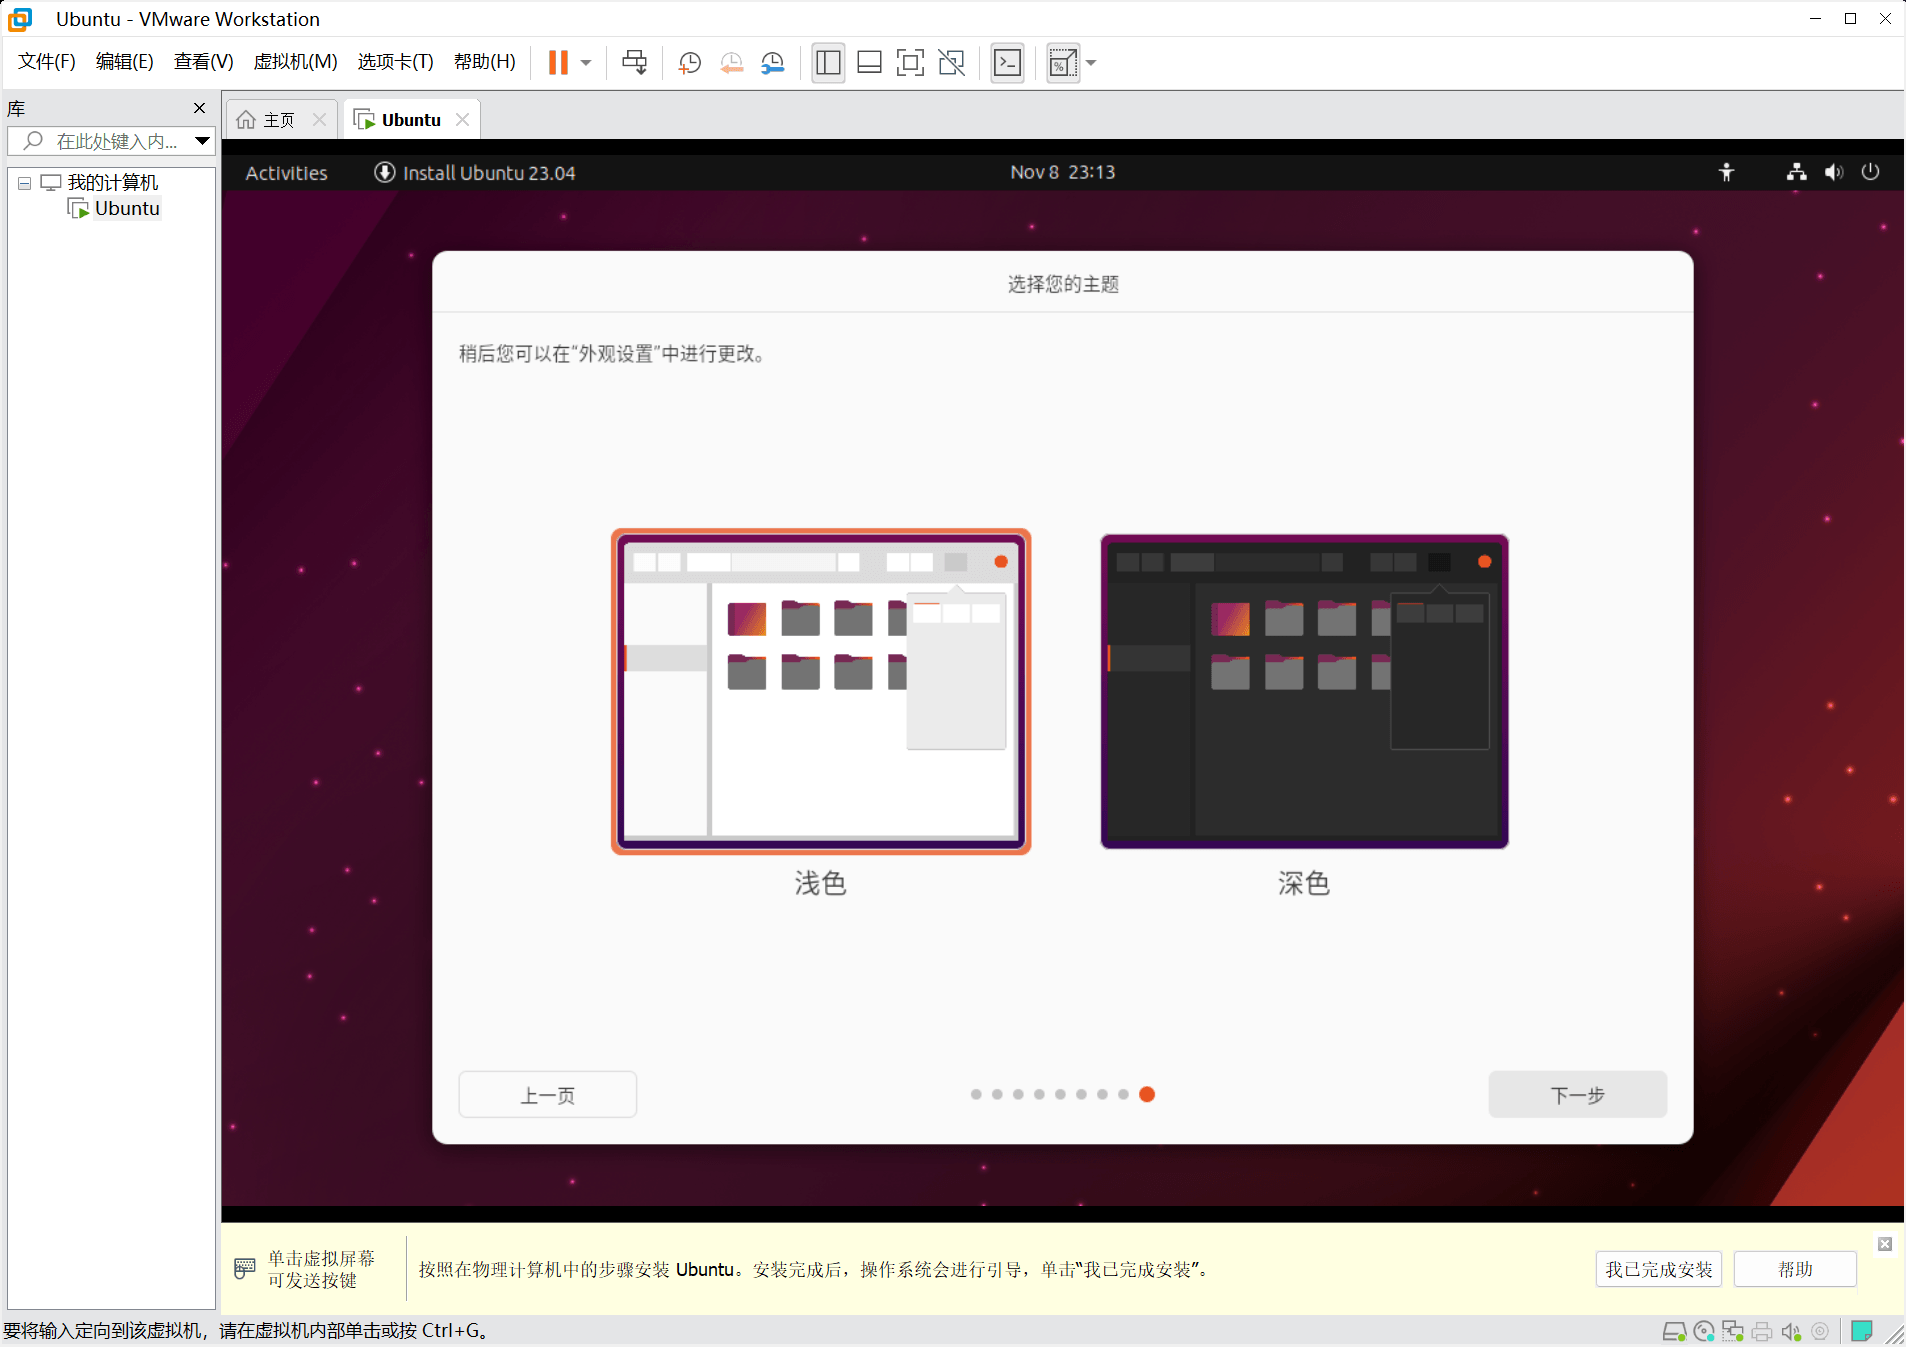 Ubuntu - VMware Workstation
文件(F) 编辑(E) 查看(V) 虚拟机(M) 选项卡(T) 帮助(H)
库
在此处键入内...
我的计算机
Ubuntu
主页
Ubuntu
Activities
Install Ubuntu 23.04
Nov 8 23:13
选择您的主题
稍后您可以在“外观设置”中进行更改。
浅色
深色
上一页
下一步
单击虚拟屏幕
可发送按键
按照在物理计算机中的步骤安装 Ubuntu。安装完成后，操作系统会进行引导，单击“我已完成安装”。
我已完成安装
帮助
要将输入定向到该虚拟机，请在虚拟机内部单击或按 Ctrl+G。